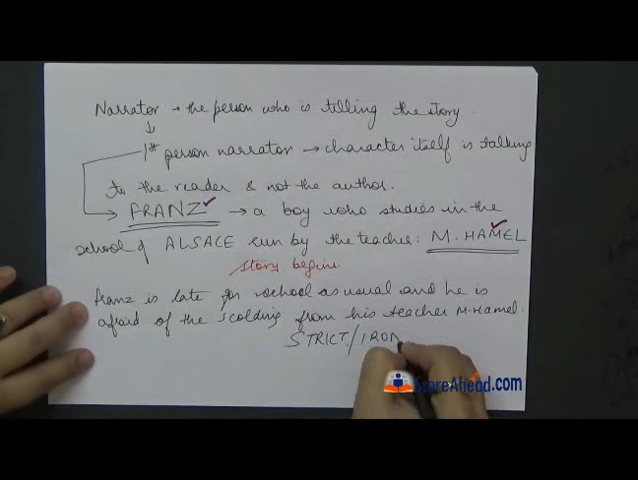 Narrator → the person who is telling the story.
↓
1st person narrator → character itself is talking
to the reader & not the author.
FRANZ ✓ → a boy who studies in the
school of ALSACE run by the teacher: M. HAMEL ✓
Story begins.
Franz is late for school as usual and he is
afraid of the scolding from his teacher M. Hamel.
STRICT / IRON
ScoreAhead.com